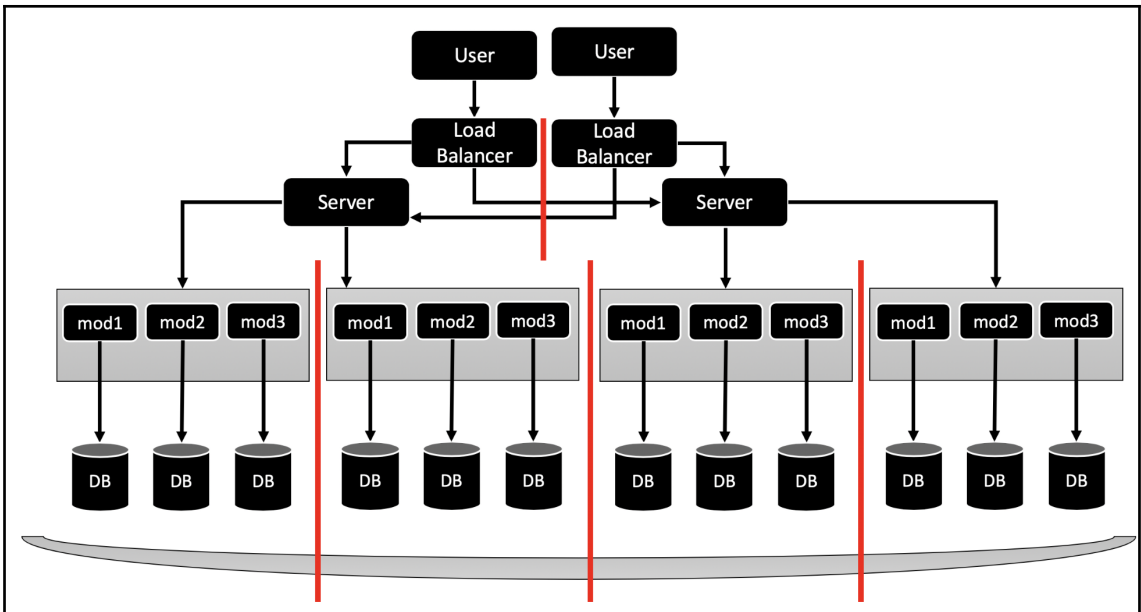 User
User
Load
Balancer
Load
Balancer
Server
Server
mod1
mod2
mod3
mod1
mod2
mod3
mod1
mod2
mod3
mod1
mod2
mod3
DB
DB
DB
DB
DB
DB
DB
DB
DB
DB
DB
DB